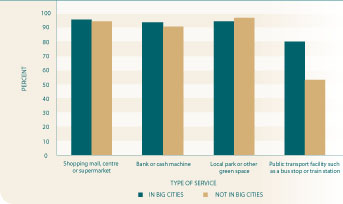 100
90
80
70
60
50
40
30
20
10
0
PERCENT
Shopping mall, centre
or supermarket
Bank or cash machine
Local park or other
green space
Public transport facility such
as a bus stop or train station
TYPE OF SERVICE
IN BIG CITIES
NOT IN BIG CITIES